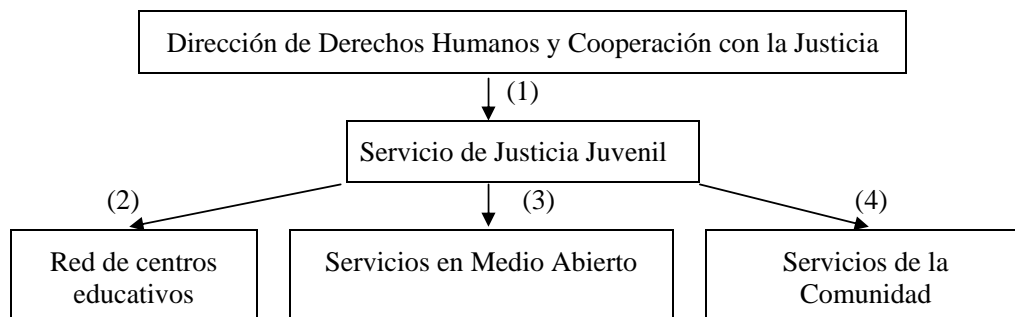 Dirección de Derechos Humanos y Cooperación con la Justicia
(1)
Servicio de Justicia Juvenil
(2)
(3)
(4)
Red de centros
educativos
Servicios en Medio Abierto
Servicios de la
Comunidad